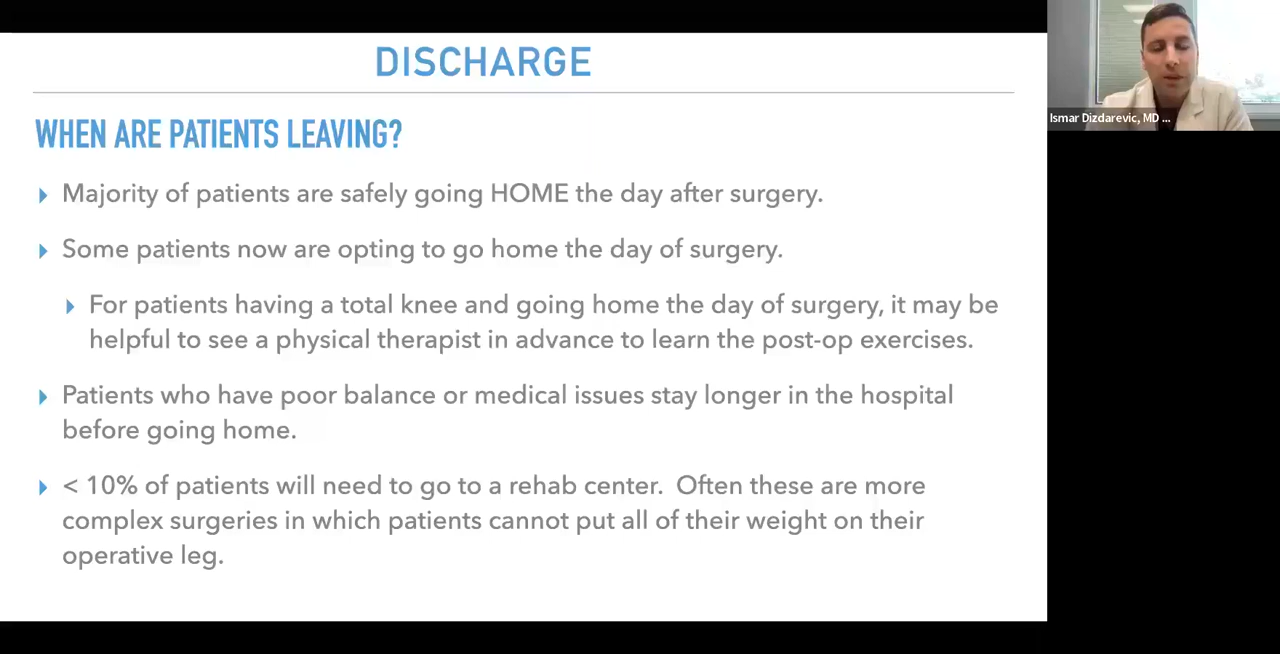 DISCHARGE
WHEN ARE PATIENTS LEAVING?
Majority of patients are safely going HOME the day after surgery.
Some patients now are opting to go home the day of surgery.
For patients having a total knee and going home the day of surgery, it may be
helpful to see a physical therapist in advance to learn the post-op exercises.
Patients who have poor balance or medical issues stay longer in the hospital
before going home.
< 10% of patients will need to go to a rehab center.  Often these are more
complex surgeries in which patients cannot put all of their weight on their
operative leg.
Ismar Dizdarevic, MD ...